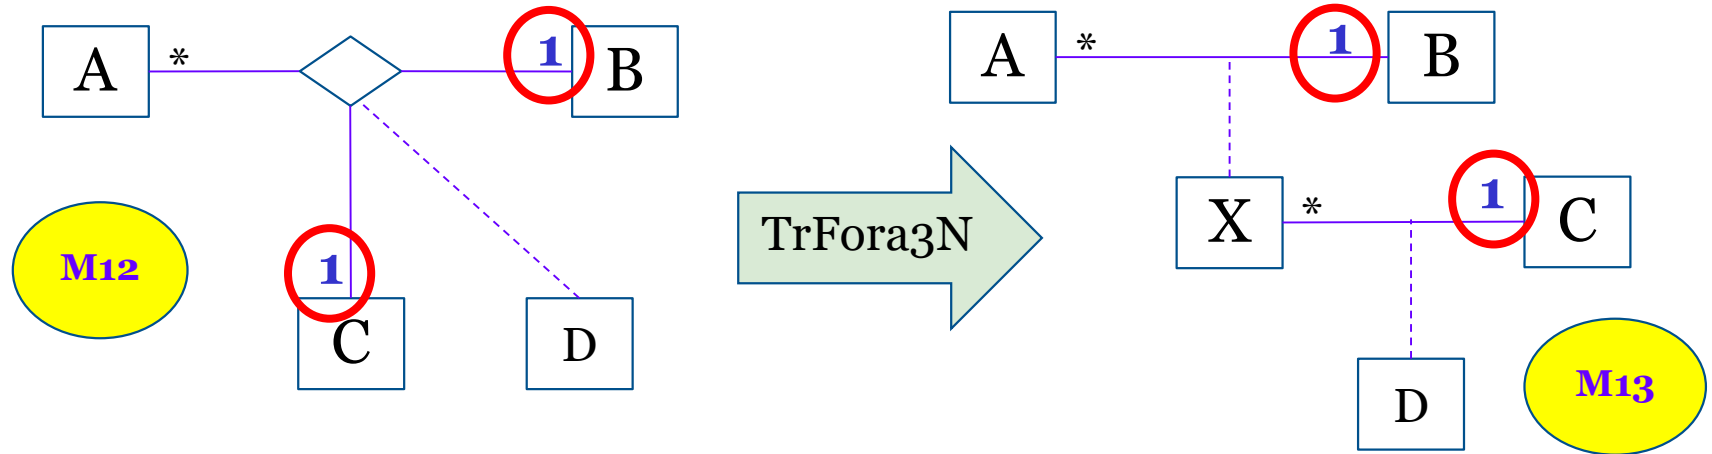 A * 1 B
1
C D
M12
TrFora3N
A * 1 B
X * 1 C
D
M13